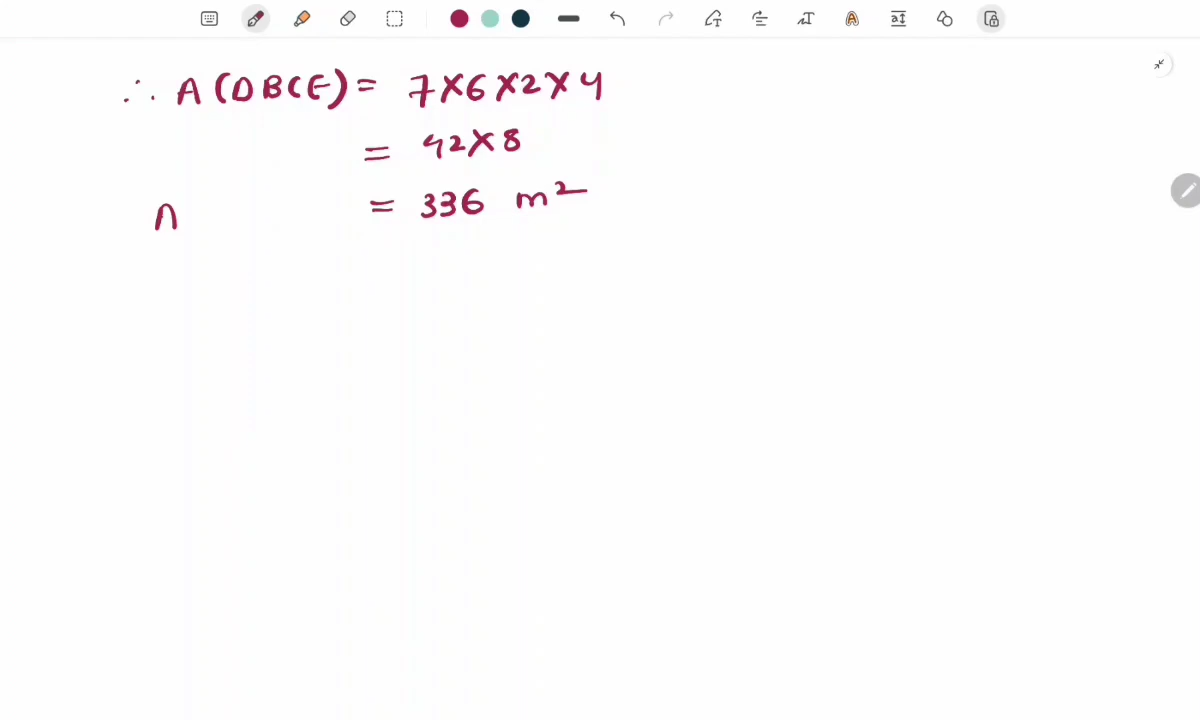 ∴ A(DBCE) = 7×6×2×4
= 42×8
= 336 m²
A